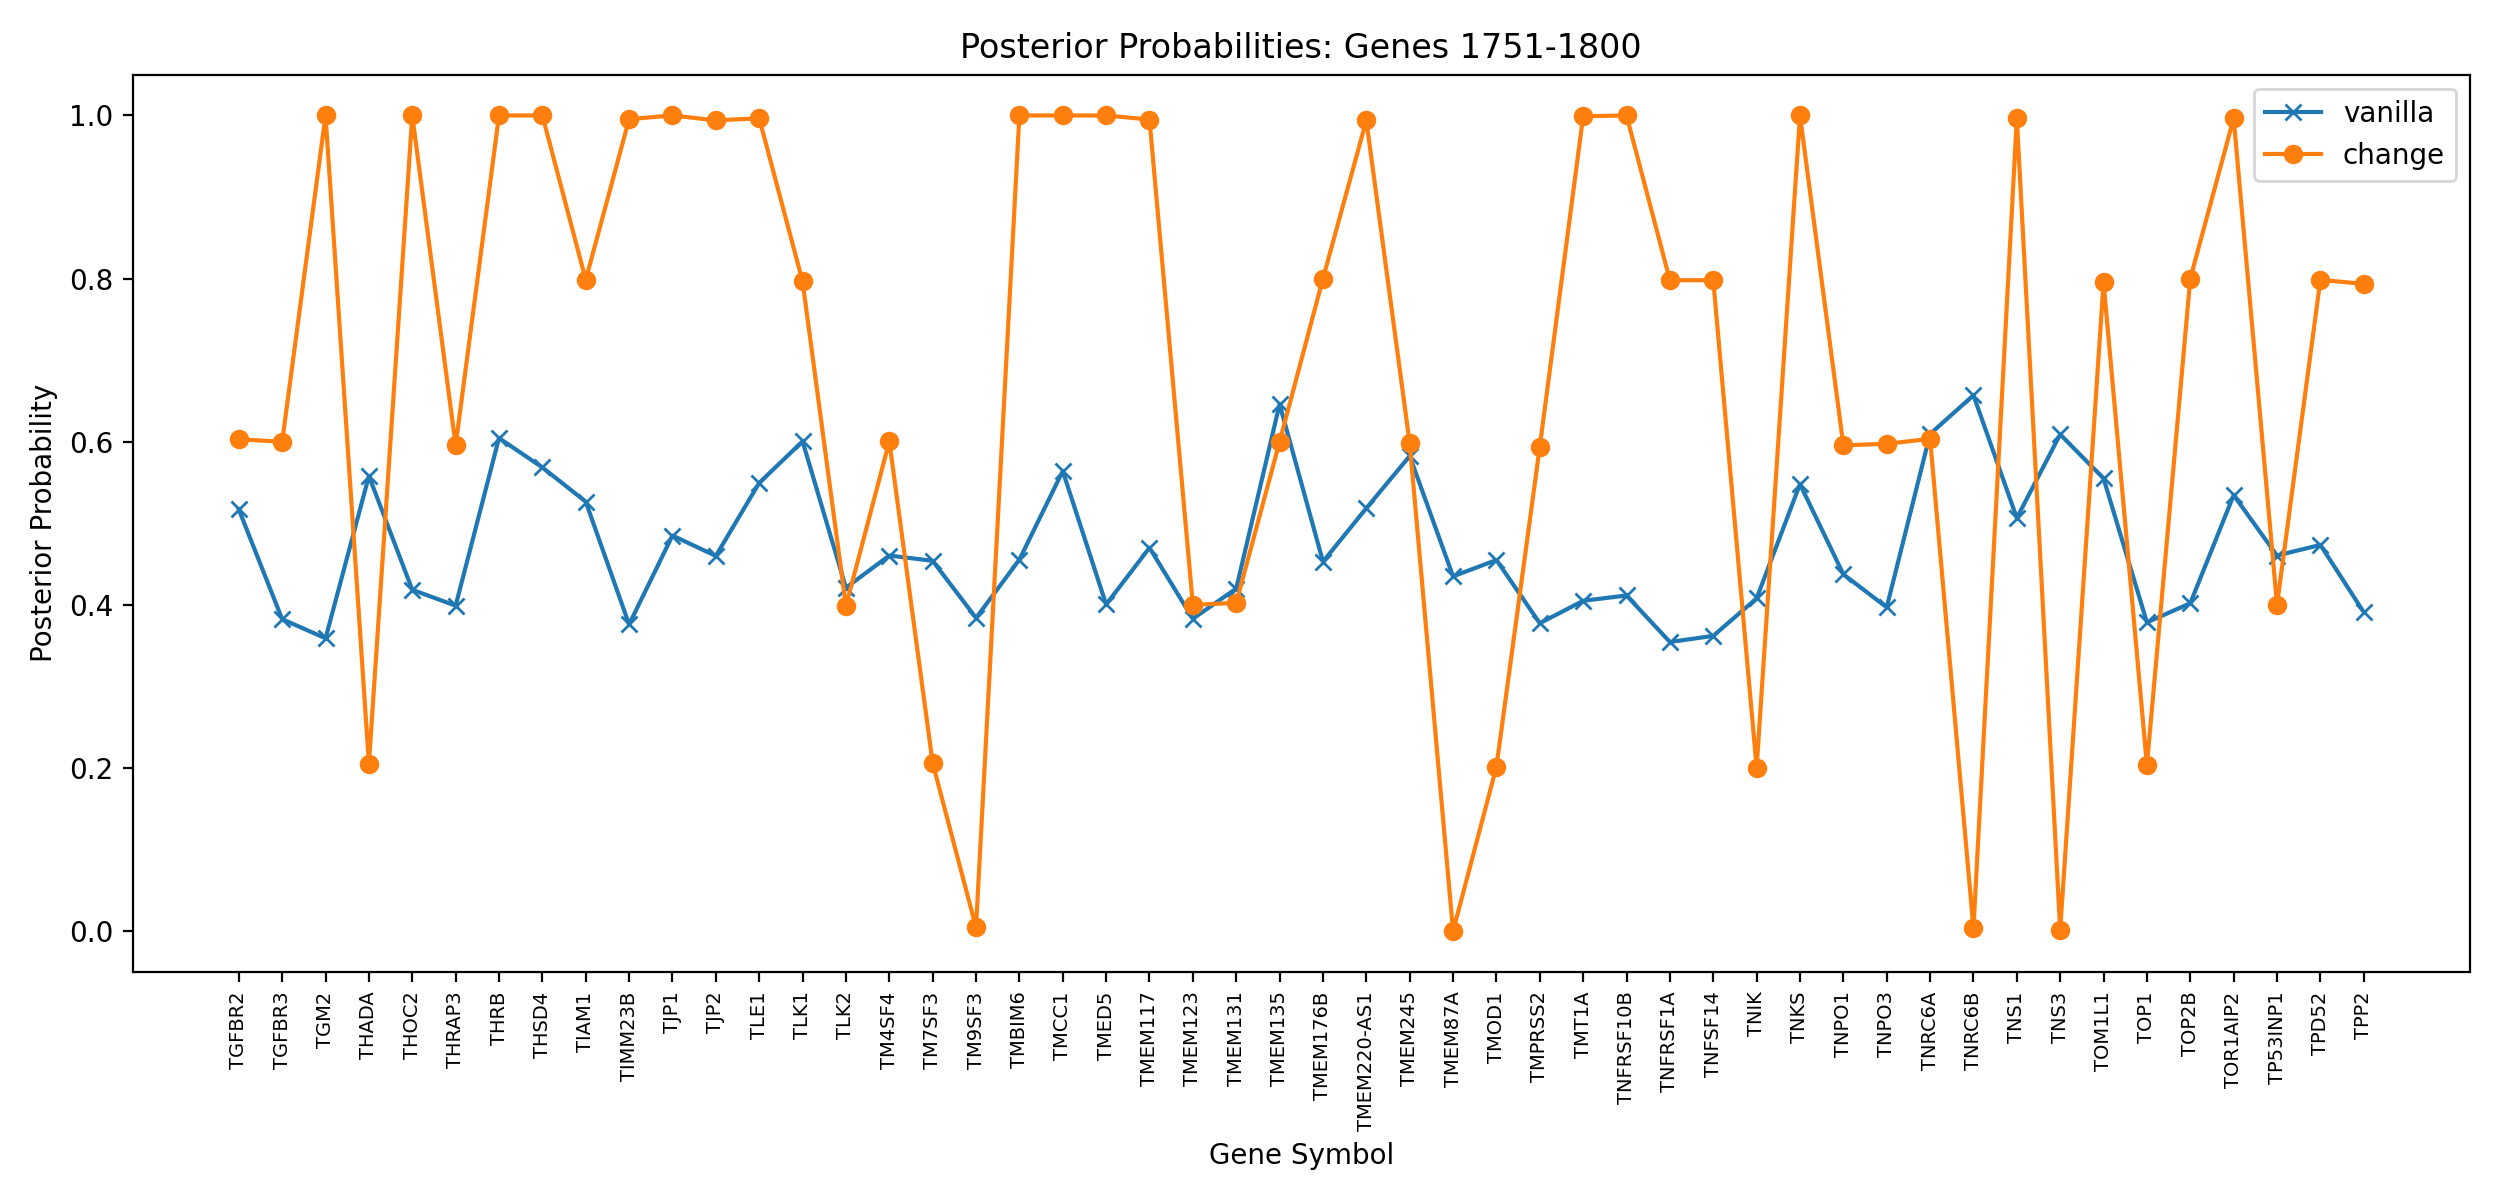 Posterior Probabilities: Genes 1751-1800
vanilla
change
Posterior Probability
1.0
0.8
0.6
0.4
0.2
0.0
TGFBR2
TGFBR3
TGM2
THADA
THOC2
THRAP3
THRB
THSD4
TIAM1
TIMM23B
TJP1
TJP2
TLE1
TLK1
TLK2
TM4SF4
TM7SF3
TM9SF3
TMBIM6
TMCC1
TMED5
TMEM117
TMEM123
TMEM131
TMEM135
TMEM176B
TMEM220-AS1
TMEM245
TMEM87A
TMOD1
TMPRSS2
TMT1A
TNFRSF10B
TNFRSF1A
TNFSF14
TNIK
TNKS
TNPO1
TNPO3
TNRC6A
TNRC6B
TNS1
TNS3
TOM1L1
TOP1
TOP2B
TOR1AIP2
TP53INP1
TPD52
TPP2
Gene Symbol